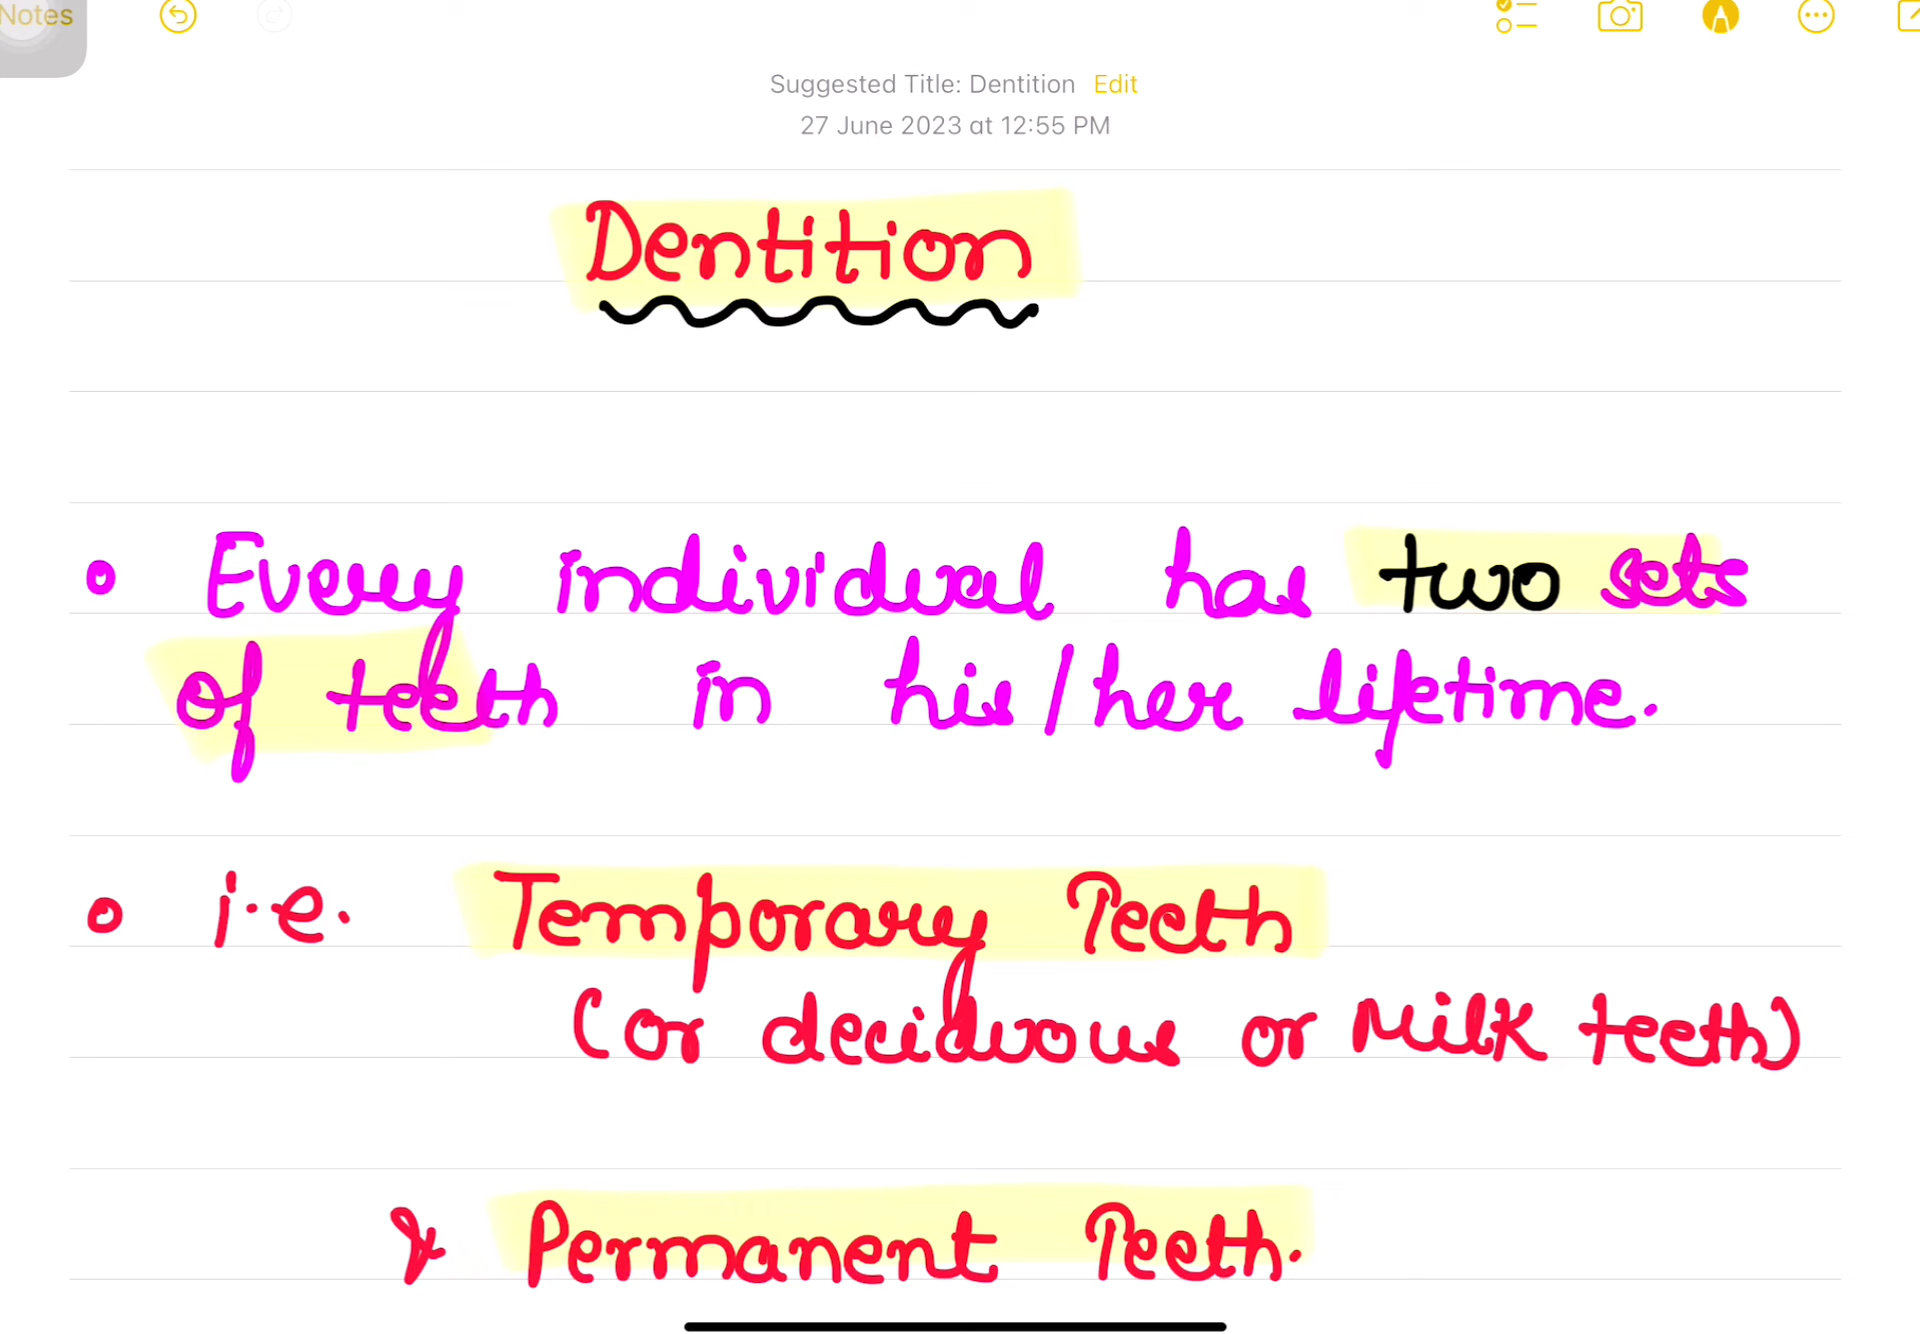 Notes
Suggested Title: Dentition Edit
27 June 2023 at 12:55 PM
Dentition
o Every individual has two sets
of teeth in his/her lifetime.
o i.e. Temporary Teeth
(or deciduous or Milk teeth)
& Permanent Teeth.